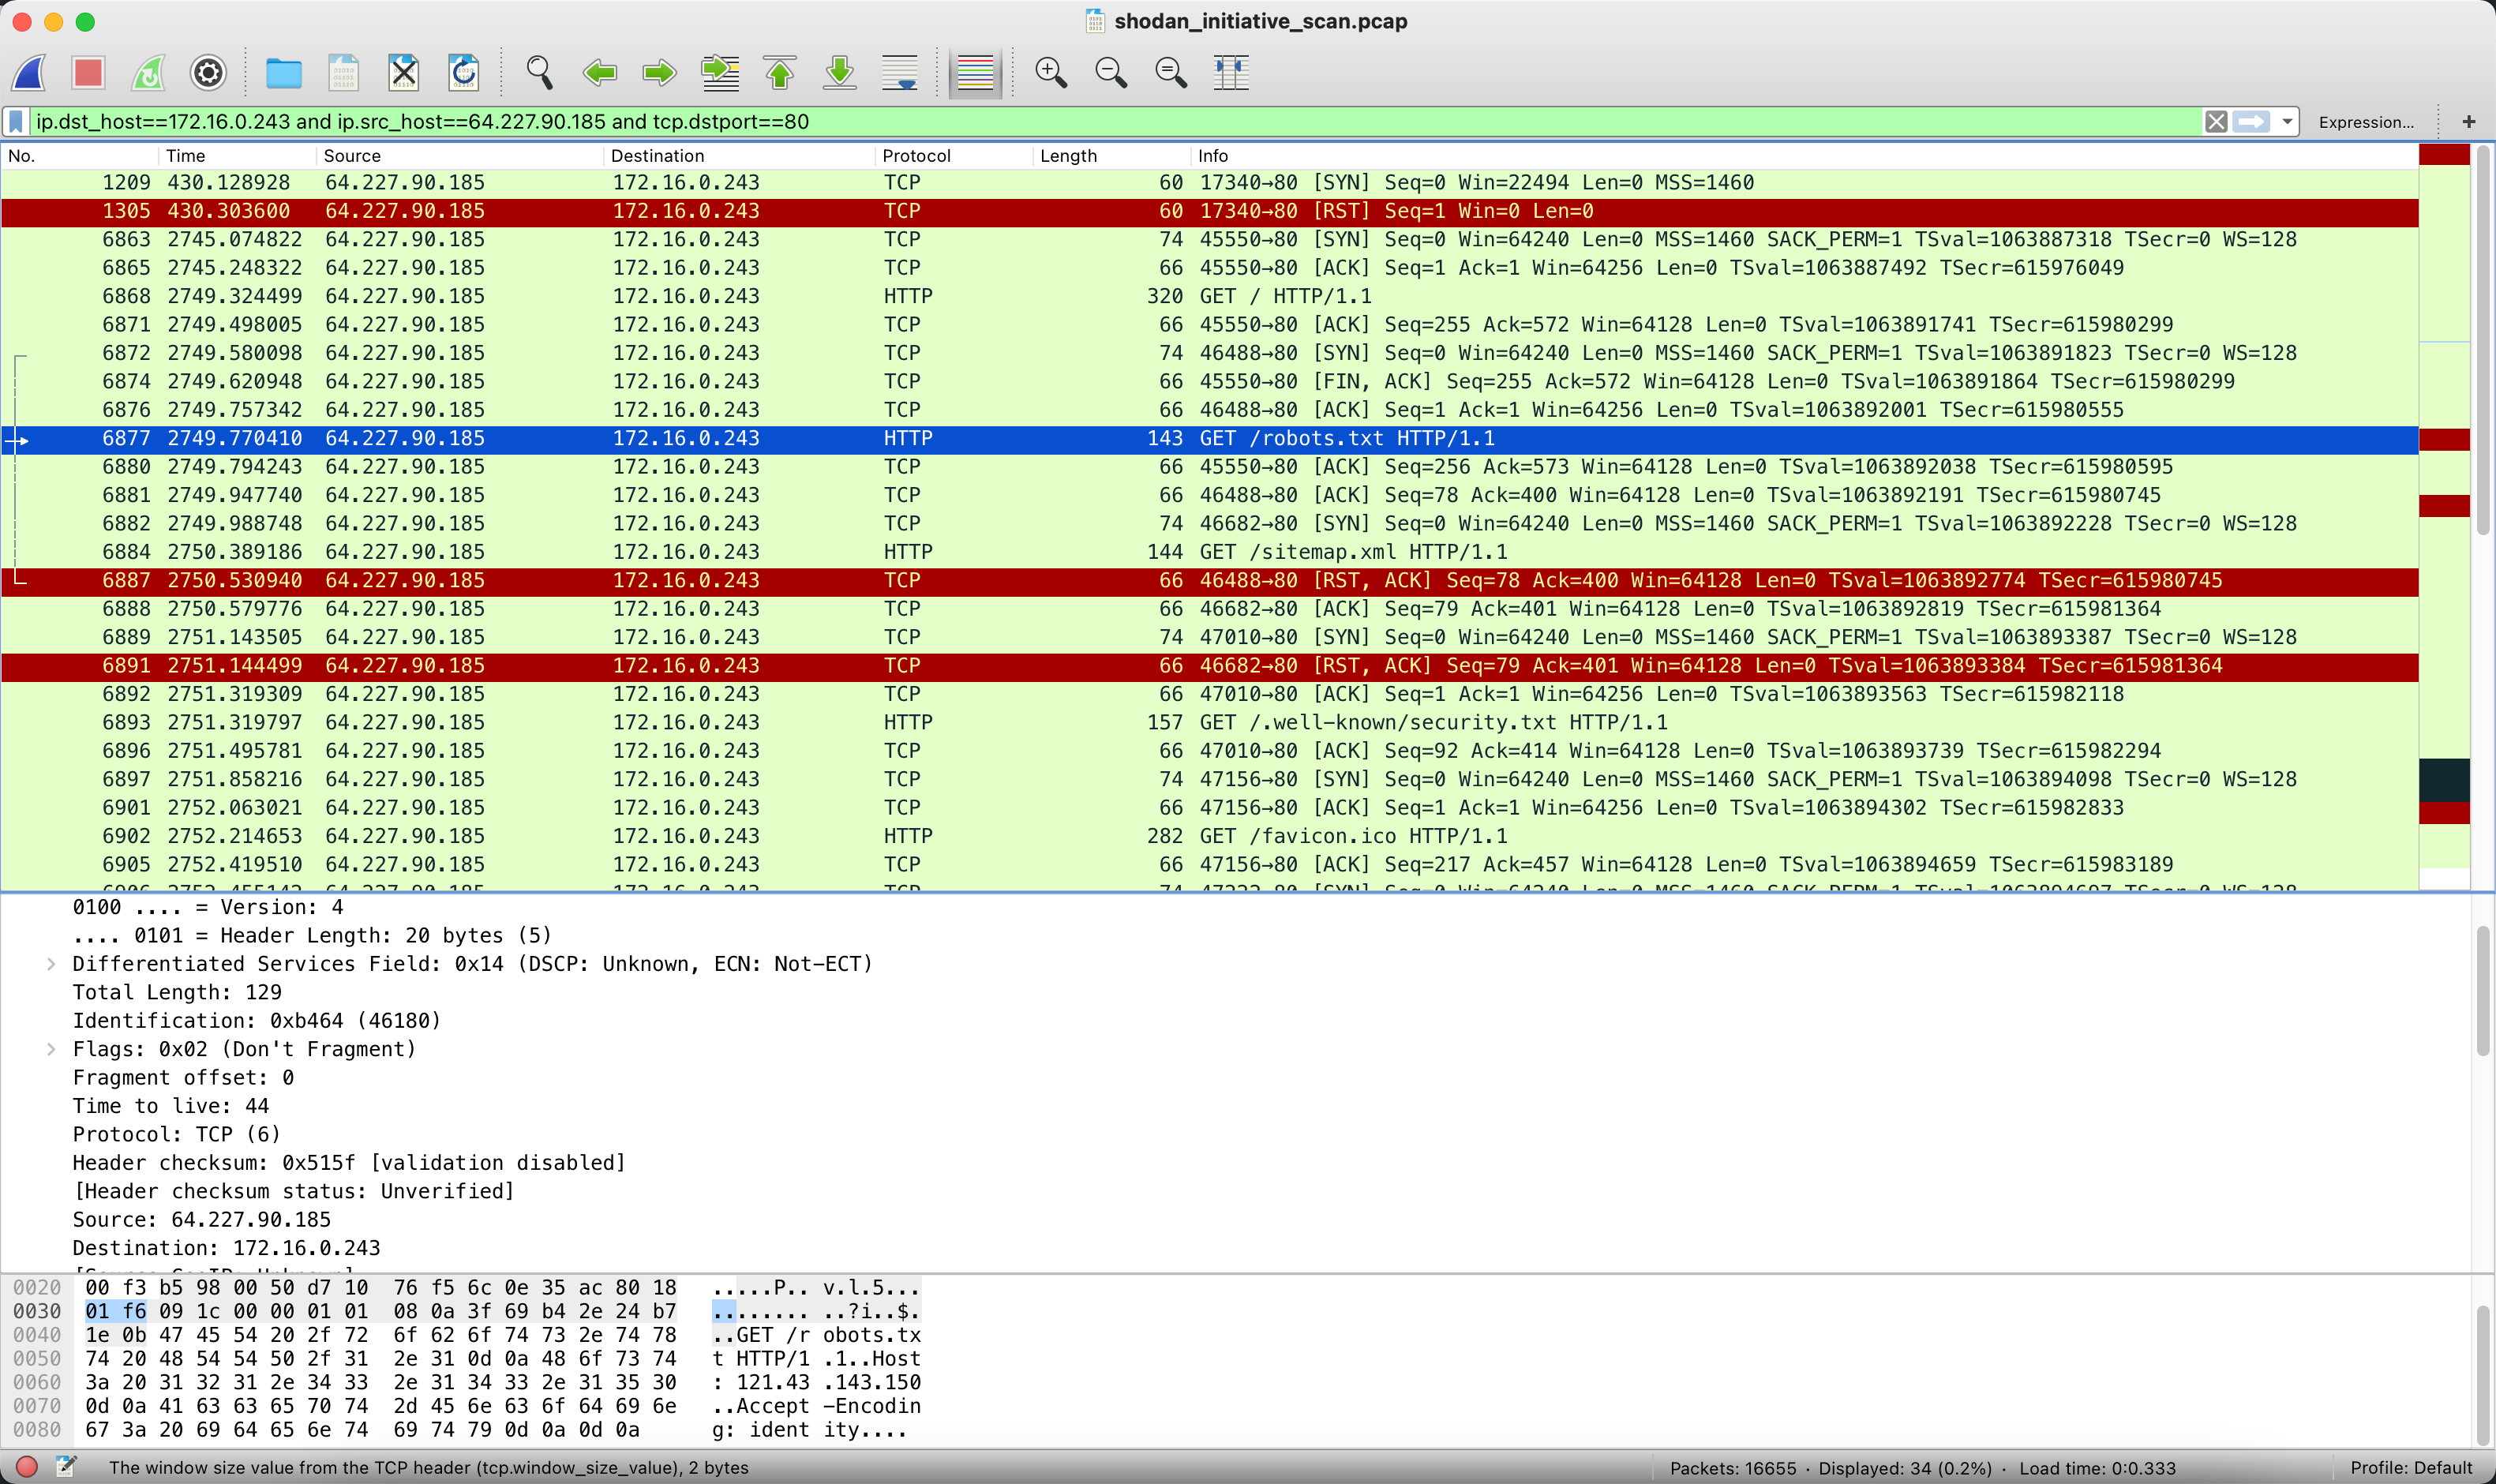 shodan_initiative_scan.pcap
ip.dst_host==172.16.0.243 and ip.src_host==64.227.90.185 and tcp.dstport==80 Expression... +
No. Time Source Destination Protocol Length Info
1209 430.128928 64.227.90.185 172.16.0.243 TCP 60 17340→80 [SYN] Seq=0 Win=22494 Len=0 MSS=1460
1305 430.303600 64.227.90.185 172.16.0.243 TCP 60 17340→80 [RST] Seq=1 Win=0 Len=0
6863 2745.074822 64.227.90.185 172.16.0.243 TCP 74 45550→80 [SYN] Seq=0 Win=64240 Len=0 MSS=1460 SACK_PERM=1 TSval=1063887318 TSecr=0 WS=128
6865 2745.248322 64.227.90.185 172.16.0.243 TCP 66 45550→80 [ACK] Seq=1 Ack=1 Win=64256 Len=0 TSval=1063887492 TSecr=615976049
6868 2749.324499 64.227.90.185 172.16.0.243 HTTP 320 GET / HTTP/1.1
6871 2749.498005 64.227.90.185 172.16.0.243 TCP 66 45550→80 [ACK] Seq=255 Ack=572 Win=64128 Len=0 TSval=1063891741 TSecr=615980299
6872 2749.580098 64.227.90.185 172.16.0.243 TCP 74 46488→80 [SYN] Seq=0 Win=64240 Len=0 MSS=1460 SACK_PERM=1 TSval=1063891823 TSecr=0 WS=128
6874 2749.620948 64.227.90.185 172.16.0.243 TCP 66 45550→80 [FIN, ACK] Seq=255 Ack=572 Win=64128 Len=0 TSval=1063891864 TSecr=615980299
6876 2749.757342 64.227.90.185 172.16.0.243 TCP 66 46488→80 [ACK] Seq=1 Ack=1 Win=64256 Len=0 TSval=1063892001 TSecr=615980555
6877 2749.770410 64.227.90.185 172.16.0.243 HTTP 143 GET /robots.txt HTTP/1.1
6880 2749.794243 64.227.90.185 172.16.0.243 TCP 66 45550→80 [ACK] Seq=256 Ack=573 Win=64128 Len=0 TSval=1063892038 TSecr=615980595
6881 2749.947740 64.227.90.185 172.16.0.243 TCP 66 46488→80 [ACK] Seq=78 Ack=400 Win=64128 Len=0 TSval=1063892191 TSecr=615980745
6882 2749.988748 64.227.90.185 172.16.0.243 TCP 74 46682→80 [SYN] Seq=0 Win=64240 Len=0 MSS=1460 SACK_PERM=1 TSval=1063892228 TSecr=0 WS=128
6884 2750.389186 64.227.90.185 172.16.0.243 HTTP 144 GET /sitemap.xml HTTP/1.1
6887 2750.530940 64.227.90.185 172.16.0.243 TCP 66 46488→80 [RST, ACK] Seq=78 Ack=400 Win=64128 Len=0 TSval=1063892774 TSecr=615980745
6888 2750.579776 64.227.90.185 172.16.0.243 TCP 66 46682→80 [ACK] Seq=79 Ack=401 Win=64128 Len=0 TSval=1063892819 TSecr=615981364
6889 2751.143505 64.227.90.185 172.16.0.243 TCP 74 47010→80 [SYN] Seq=0 Win=64240 Len=0 MSS=1460 SACK_PERM=1 TSval=1063893387 TSecr=0 WS=128
6891 2751.144499 64.227.90.185 172.16.0.243 TCP 66 46682→80 [RST, ACK] Seq=79 Ack=401 Win=64128 Len=0 TSval=1063893384 TSecr=615981364
6892 2751.319309 64.227.90.185 172.16.0.243 TCP 66 47010→80 [ACK] Seq=1 Ack=1 Win=64256 Len=0 TSval=1063893563 TSecr=615982118
6893 2751.319797 64.227.90.185 172.16.0.243 HTTP 157 GET /.well-known/security.txt HTTP/1.1
6896 2751.495781 64.227.90.185 172.16.0.243 TCP 66 47010→80 [ACK] Seq=92 Ack=414 Win=64128 Len=0 TSval=1063893739 TSecr=615982294
6897 2751.858216 64.227.90.185 172.16.0.243 TCP 74 47156→80 [SYN] Seq=0 Win=64240 Len=0 MSS=1460 SACK_PERM=1 TSval=1063894098 TSecr=0 WS=128
6901 2752.063021 64.227.90.185 172.16.0.243 TCP 66 47156→80 [ACK] Seq=1 Ack=1 Win=64256 Len=0 TSval=1063894302 TSecr=615982833
6902 2752.214653 64.227.90.185 172.16.0.243 HTTP 282 GET /favicon.ico HTTP/1.1
6905 2752.419510 64.227.90.185 172.16.0.243 TCP 66 47156→80 [ACK] Seq=217 Ack=457 Win=64128 Len=0 TSval=1063894659 TSecr=615983189
0100 .... = Version: 4
.... 0101 = Header Length: 20 bytes (5)
Differentiated Services Field: 0x14 (DSCP: Unknown, ECN: Not-ECT)
Total Length: 129
Identification: 0xb464 (46180)
Flags: 0x02 (Don't Fragment)
Fragment offset: 0
Time to live: 44
Protocol: TCP (6)
Header checksum: 0x515f [validation disabled]
[Header checksum status: Unverified]
Source: 64.227.90.185
Destination: 172.16.0.243
0020 00 f3 b5 98 00 50 d7 10 76 f5 6c 0e 35 ac 80 18 .....P.. v.l.5...
0030 01 f6 09 1c 00 00 01 01 08 0a 3f 69 b4 2e 24 b7 ........ ..?i..$.
0040 1e 0b 47 45 54 20 2f 72 6f 62 6f 74 73 2e 74 78 ..GET /r obots.tx
0050 74 20 48 54 54 50 2f 31 2e 31 0d 0a 48 6f 73 74 t HTTP/1 .1..Host
0060 3a 20 31 32 31 2e 34 33 2e 31 34 33 2e 31 35 30 : 121.43 .143.150
0070 0d 0a 41 63 63 65 70 74 2d 45 6e 63 6f 64 69 6e ..Accept -Encodin
0080 67 3a 20 69 64 65 6e 74 69 74 79 0d 0a 0d 0a g: ident ity....
The window size value from the TCP header (tcp.window_size_value), 2 bytes Packets: 16655 · Displayed: 34 (0.2%) · Load time: 0:0.333 Profile: Default